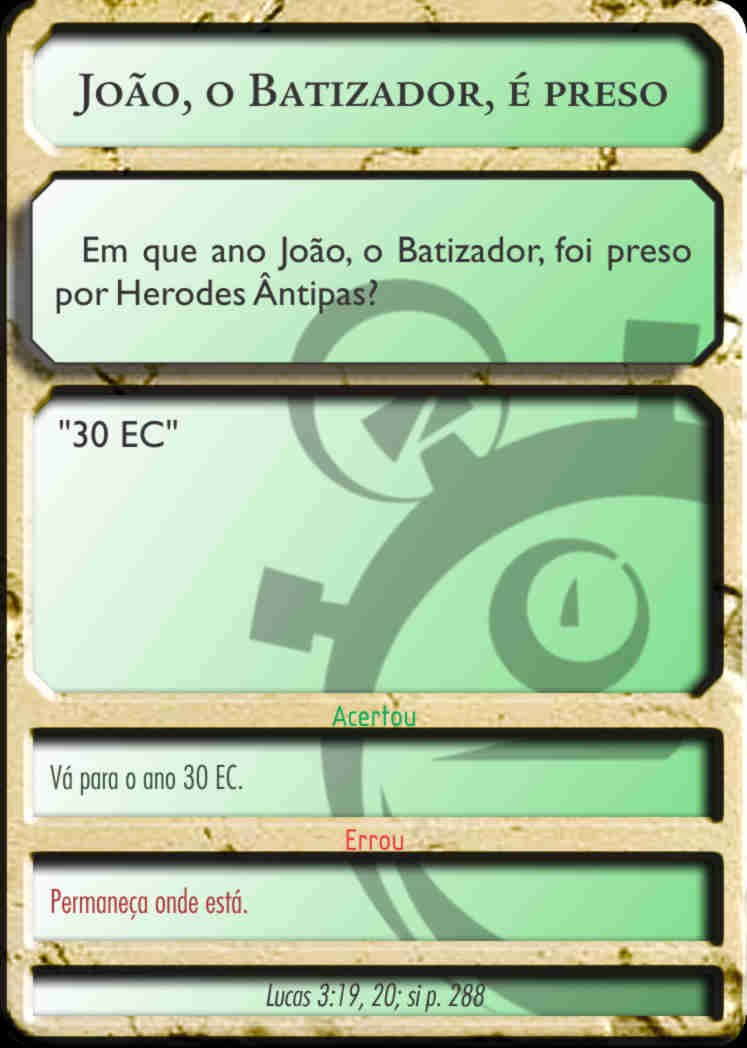 João, o Batizador, é preso
Em que ano João, o Batizador, foi preso
por Herodes Ântipas?
"30 EC"
Acertou
Vá para o ano 30 EC.
Errou
Permaneça onde está.
Lucas 3:19, 20; si p. 288